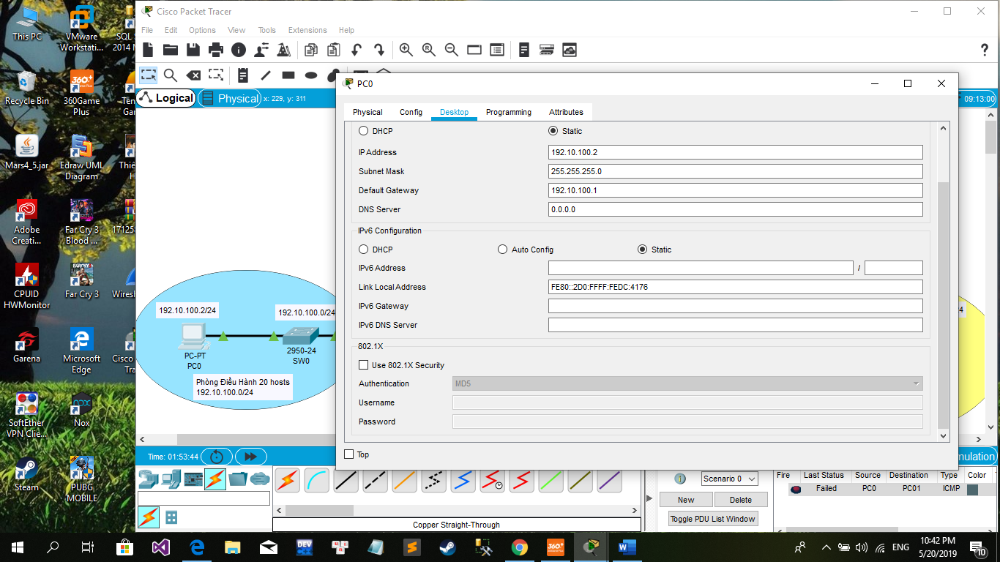 This PC
VMware
Workstati...
SQL S
2014 M
Recycle Bin
360Game
Plus
Ten
Gar
Mars4_5.jar
Edraw UML
Diagram
Thiê
H
Adobe
Creati...
Far Cry 3
Blood ...
17125
CPUID
HWMonitor
Far Cry 3
Wiresh
Garena
Microsoft
Edge
Cisco
Tra
SoftEther
VPN Clie...
Nox
Steam
PUBG
MOBILE
Cisco Packet Tracer
File Edit Options View Tools Extensions Help
Logical Physical x: 229, y: 311
09:13:00
PC0
Physical Config Desktop Programming Attributes
DHCP Static
IP Address 192.10.100.2
Subnet Mask 255.255.255.0
Default Gateway 192.10.100.1
DNS Server 0.0.0.0
IPv6 Configuration
DHCP Auto Config Static
IPv6 Address /
Link Local Address FE80::2D0:FFFF:FEDC:4176
IPv6 Gateway
IPv6 DNS Server
802.1X
Use 802.1X Security
Authentication MD5
Username
Password
Top
192.10.100.2/24
192.10.100.0/24
PC-PT
PC0
2950-24
SW0
Phòng Điều Hành 20 hosts
192.10.100.0/24
4
Time: 01:53:44
mulation
Copper Straight-Through
Scenario 0
New Delete
Toggle PDU List Window
Fire Last Status Source Destination Type Color
Failed PC0 PC01 ICMP
ENG
10:42 PM
5/20/2019
10